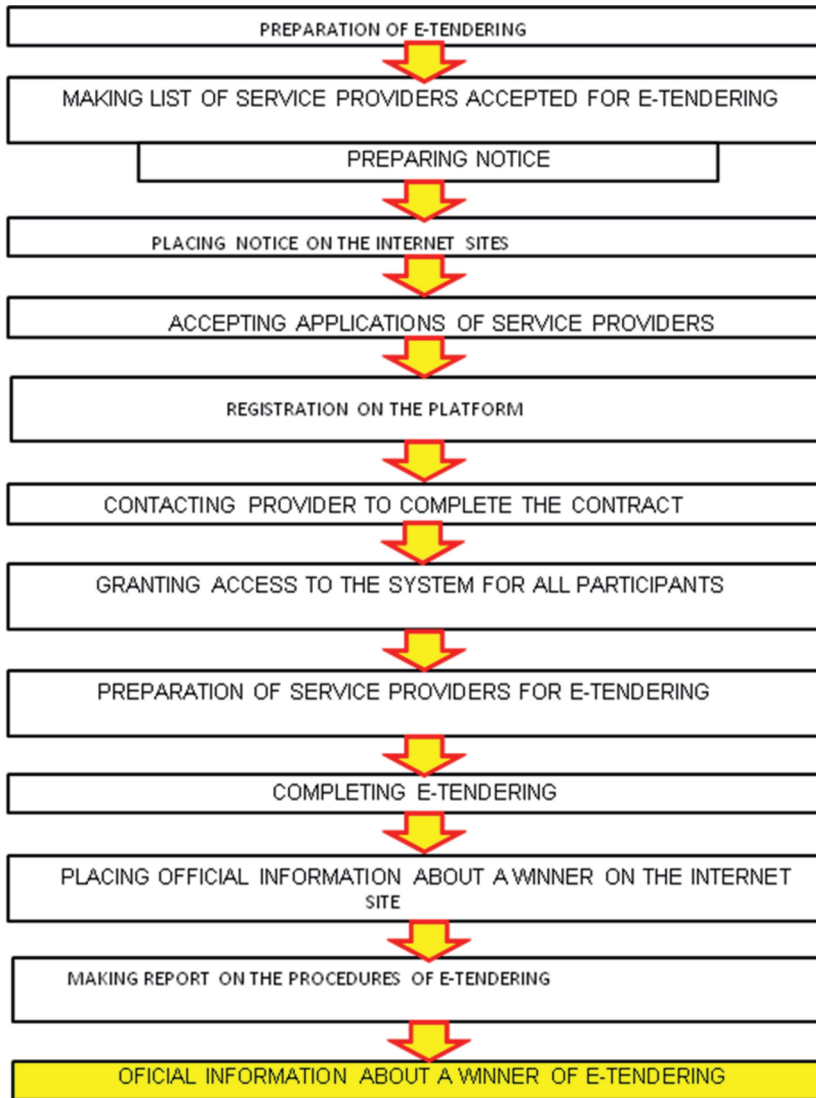 PREPARATION OF E-TENDERING
MAKING LIST OF SERVICE PROVIDERS ACCEPTED FOR E-TENDERING
PREPARING NOTICE
PLACING NOTICE ON THE INTERNET SITES
ACCEPTING APPLICATIONS OF SERVICE PROVIDERS
REGISTRATION ON THE PLATFORM
CONTACTING PROVIDER TO COMPLETE THE CONTRACT
GRANTING ACCESS TO THE SYSTEM FOR ALL PARTICIPANTS
PREPARATION OF SERVICE PROVIDERS FOR E-TENDERING
COMPLETING E-TENDERING
PLACING OFFICIAL INFORMATION ABOUT A WINNER ON THE INTERNET
SITE
MAKING REPORT ON THE PROCEDURES OF E-TENDERING
OFICIAL INFORMATION ABOUT A WINNER OF E-TENDERING